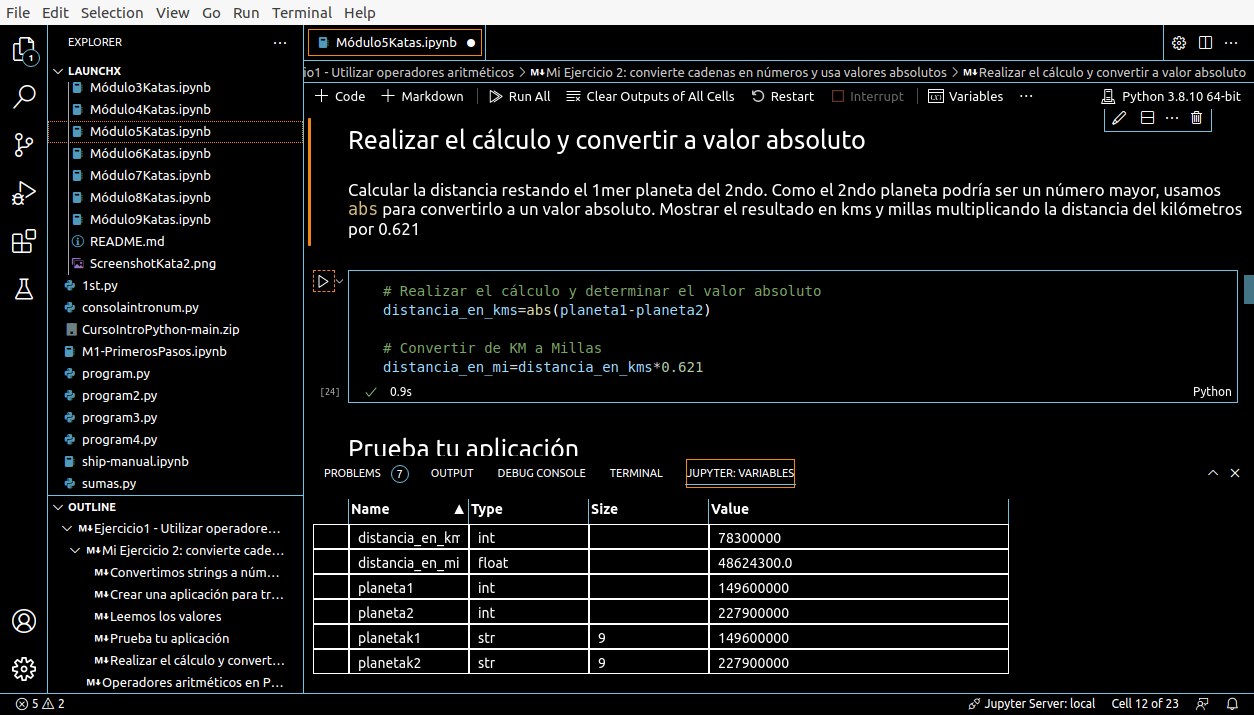 File Edit Selection View Go Run Terminal Help
1
EXPLORER
LAUNCHX
Módulo3Katas.ipynb
Módulo4Katas.ipynb
Módulo5Katas.ipynb
Módulo6Katas.ipynb
Módulo7Katas.ipynb
Módulo8Katas.ipynb
Módulo9Katas.ipynb
README.md
ScreenshotKata2.png
1st.py
consolaintronum.py
CursoIntroPython-main.zip
M1-PrimerosPasos.ipynb
program.py
program2.py
program3.py
program4.py
ship-manual.ipynb
sumas.py
OUTLINE
M↓Ejercicio1 - Utilizar operadore...
M↓Mi Ejercicio 2: convierte cade...
M↓Convertimos strings a núm...
M↓Crear una aplicación para tr...
M↓Leemos los valores
M↓Prueba tu aplicación
M↓Realizar el cálculo y convert...
M↓Operadores aritméticos en P...
Módulo5Katas.ipynb
io1 - Utilizar operadores aritméticos > M↓Mi Ejercicio 2: convierte cadenas en números y usa valores absolutos > M↓Realizar el cálculo y convertir a valor absoluto
+ Code + Markdown Run All Clear Outputs of All Cells Restart Interrupt Variables ... Python 3.8.10 64-bit
Realizar el cálculo y convertir a valor absoluto
Calcular la distancia restando el 1mer planeta del 2ndo. Como el 2ndo planeta podría ser un número mayor, usamos
abs para convertirlo a un valor absoluto. Mostrar el resultado en kms y millas multiplicando la distancia del kilómetros
por 0.621
# Realizar el cálculo y determinar el valor absoluto
distancia_en_kms=abs(planeta1-planeta2)
# Convertir de KM a Millas
distancia_en_mi=distancia_en_kms*0.621
[24] ✓ 0.9s Python
Prueba tu aplicación
PROBLEMS 7 OUTPUT DEBUG CONSOLE TERMINAL JUPYTER: VARIABLES
Name ▲ Type Size Value
distancia_en_km int 78300000
distancia_en_mi float 48624300.0
planeta1 int 149600000
planeta2 int 227900000
planetak1 str 9 149600000
planetak2 str 9 227900000
5 2 Jupyter Server: local Cell 12 of 23